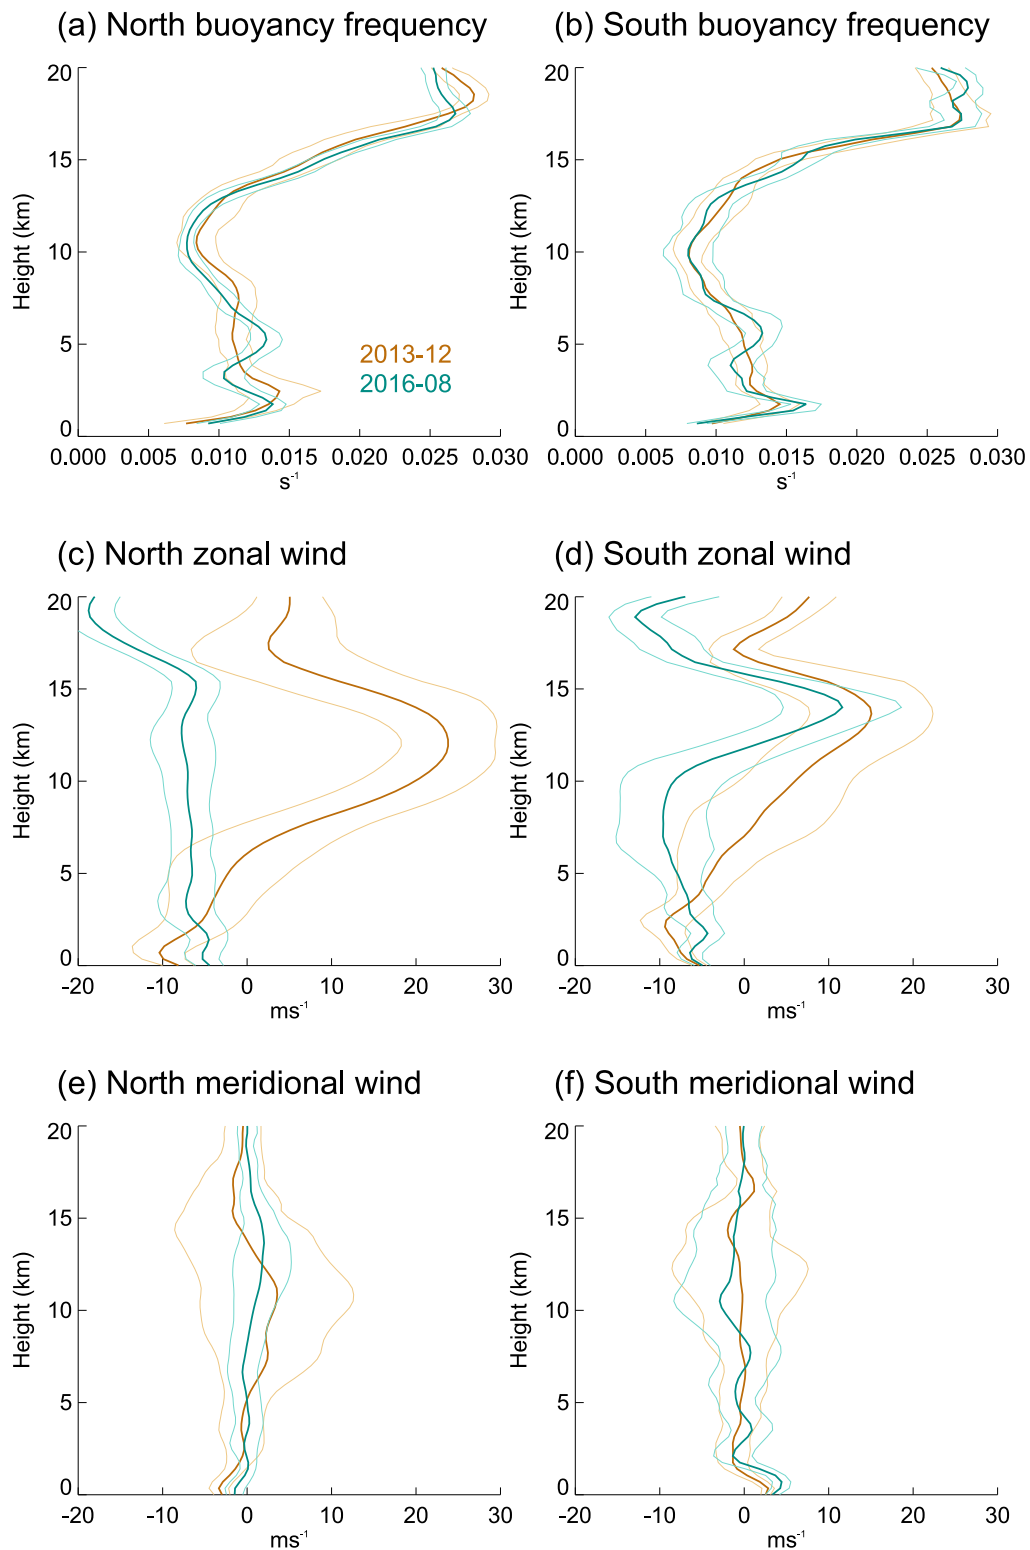 (a) North buoyancy frequency
(b) South buoyancy frequency
20
15
10
5
0
Height (km)
2013-12
2016-08
0.000 0.005 0.010 0.015 0.020 0.025 0.030
s⁻¹
20
15
10
5
0
Height (km)
0.000 0.005 0.010 0.015 0.020 0.025 0.030
s⁻¹
(c) North zonal wind
(d) South zonal wind
20
15
10
5
0
Height (km)
-20 -10 0 10 20 30
ms⁻¹
20
15
10
5
0
Height (km)
-20 -10 0 10 20 30
ms⁻¹
(e) North meridional wind
(f) South meridional wind
20
15
10
5
0
Height (km)
-20 -10 0 10 20 30
ms⁻¹
20
15
10
5
0
Height (km)
-20 -10 0 10 20 30
ms⁻¹